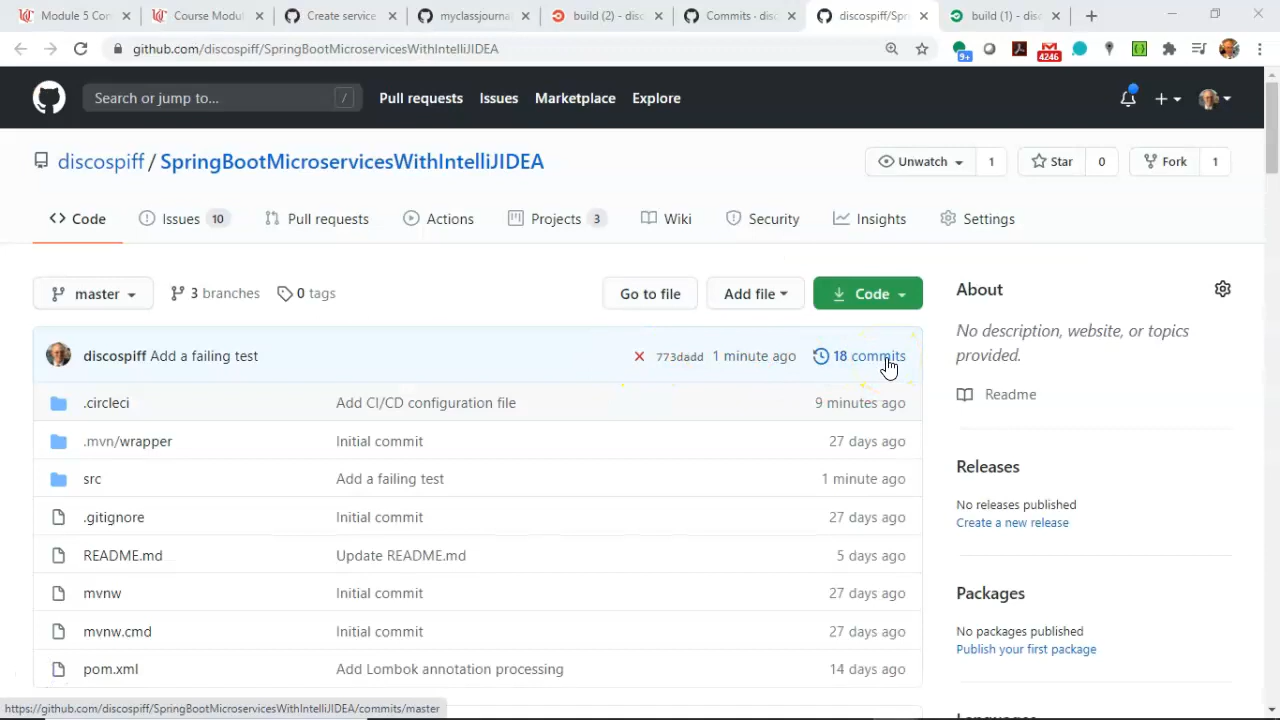 Module 5 Con
Course Modul
Create service
myclassjournal
build (2) - disc
Commits · disc
discospiff/Spri
build (1) - disc
github.com/discospiff/SpringBootMicroservicesWithIntelliJIDEA
9+
4246
Search or jump to...
/
Pull requests
Issues
Marketplace
Explore
discospiff / SpringBootMicroservicesWithIntelliJIDEA
Unwatch
1
Star
0
Fork
1
Code
Issues 10
Pull requests
Actions
Projects 3
Wiki
Security
Insights
Settings
master
3 branches
0 tags
Go to file
Add file
Code
discospiff Add a failing test
773dadd 1 minute ago
18 commits
.circleci Add CI/CD configuration file 9 minutes ago
.mvn/wrapper Initial commit 27 days ago
src Add a failing test 1 minute ago
.gitignore Initial commit 27 days ago
README.md Update README.md 5 days ago
mvnw Initial commit 27 days ago
mvnw.cmd Initial commit 27 days ago
pom.xml Add Lombok annotation processing 14 days ago
About
No description, website, or topics
provided.
Readme
Releases
No releases published
Create a new release
Packages
No packages published
Publish your first package
https://github.com/discospiff/SpringBootMicroservicesWithIntelliJIDEA/commits/master